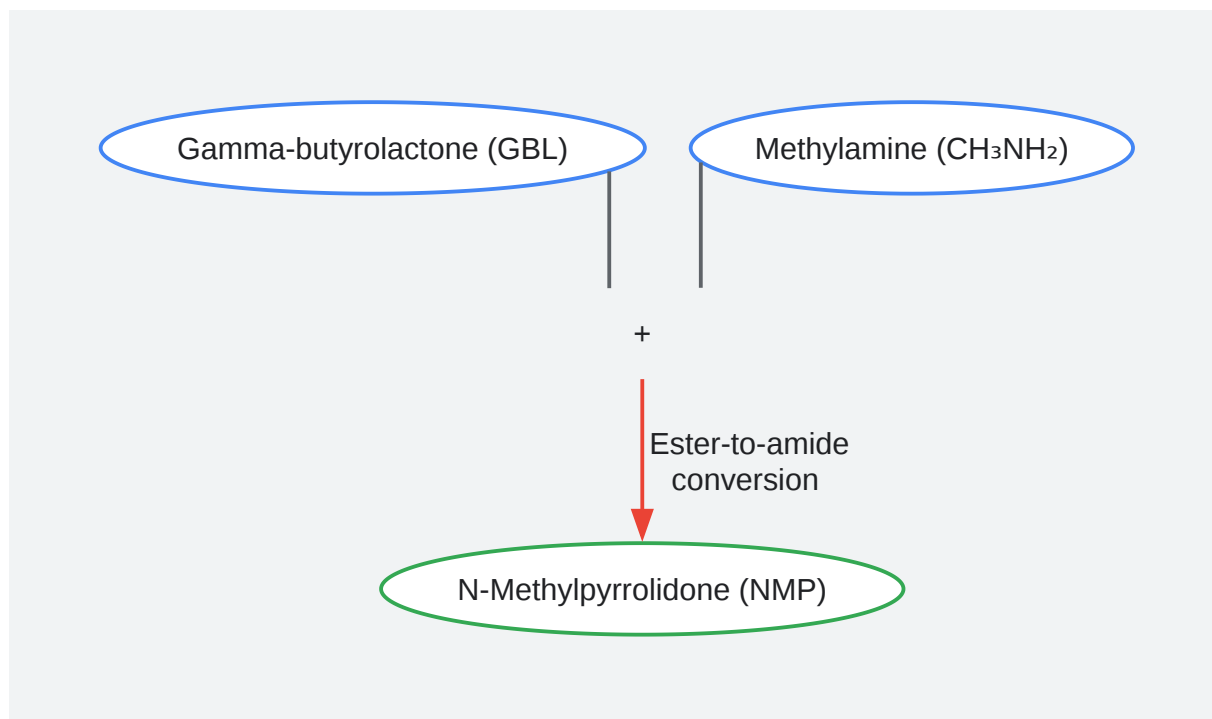 Gamma-butyrolactone (GBL)
Methylamine (CH₃NH₂)
+
Ester-to-amide
conversion
N-Methylpyrrolidone (NMP)